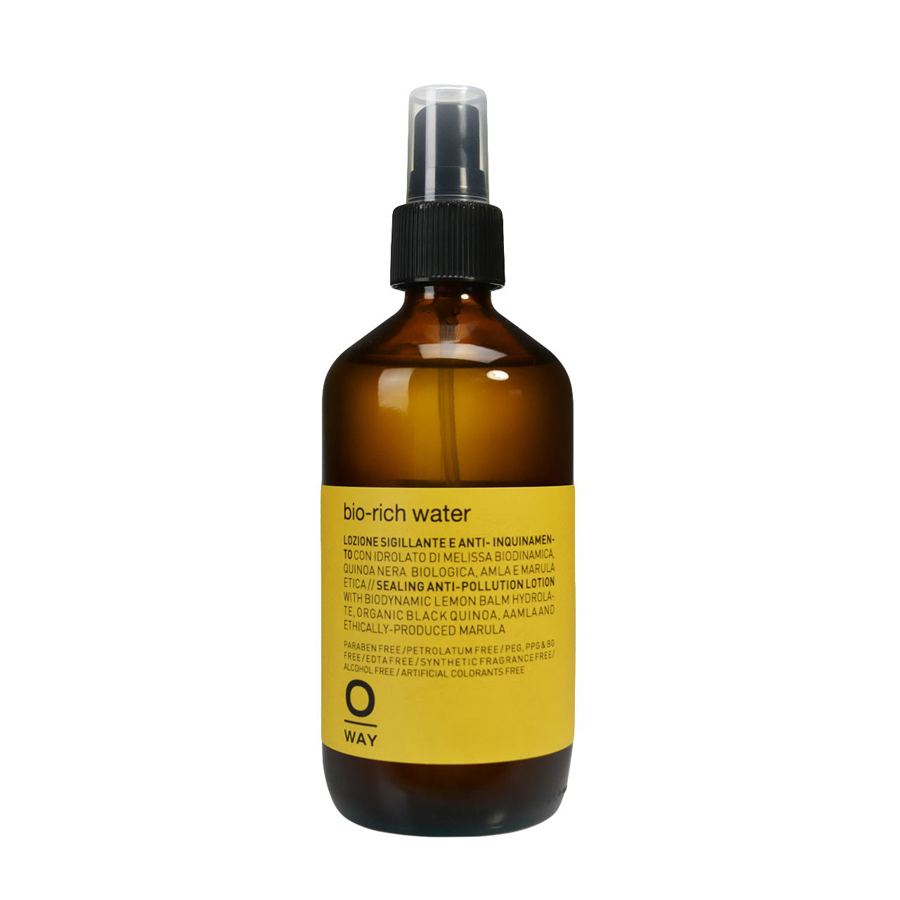 bio-rich water
LOZIONE SIGILLANTE E ANTI- INQUINAMEN-
TO CON IDROLATO DI MELISSA BIODINAMICA,
QUINOA NERA BIOLOGICA, AMLA E MARULA
ETICA // SEALING ANTI-POLLUTION LOTION
WITH BIODYNAMIC LEMON BALM HYDROLA-
TE, ORGANIC BLACK QUINOA, AAMLA AND
ETHICALLY-PRODUCED MARULA
PARABEN FREE / PETROLATUM FREE / PEG, PPG & BG
FREE / EDTA FREE / SYNTHETIC FRAGRANCE FREE /
ALCOHOL FREE / ARTIFICIAL COLORANTS FREE
O
WAY